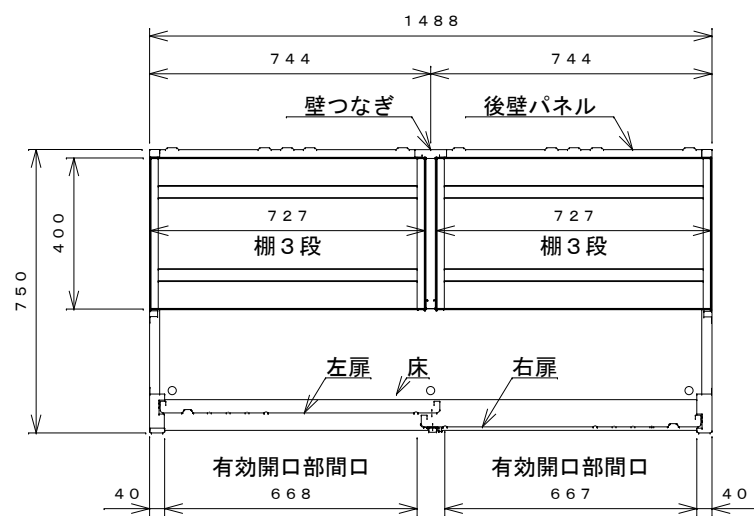 1488
744 744
壁つなぎ 後壁パネル
727 727
棚3段 棚3段
400
750
左扉 床 右扉
有効開口部間口 有効開口部間口
40 668 667 40